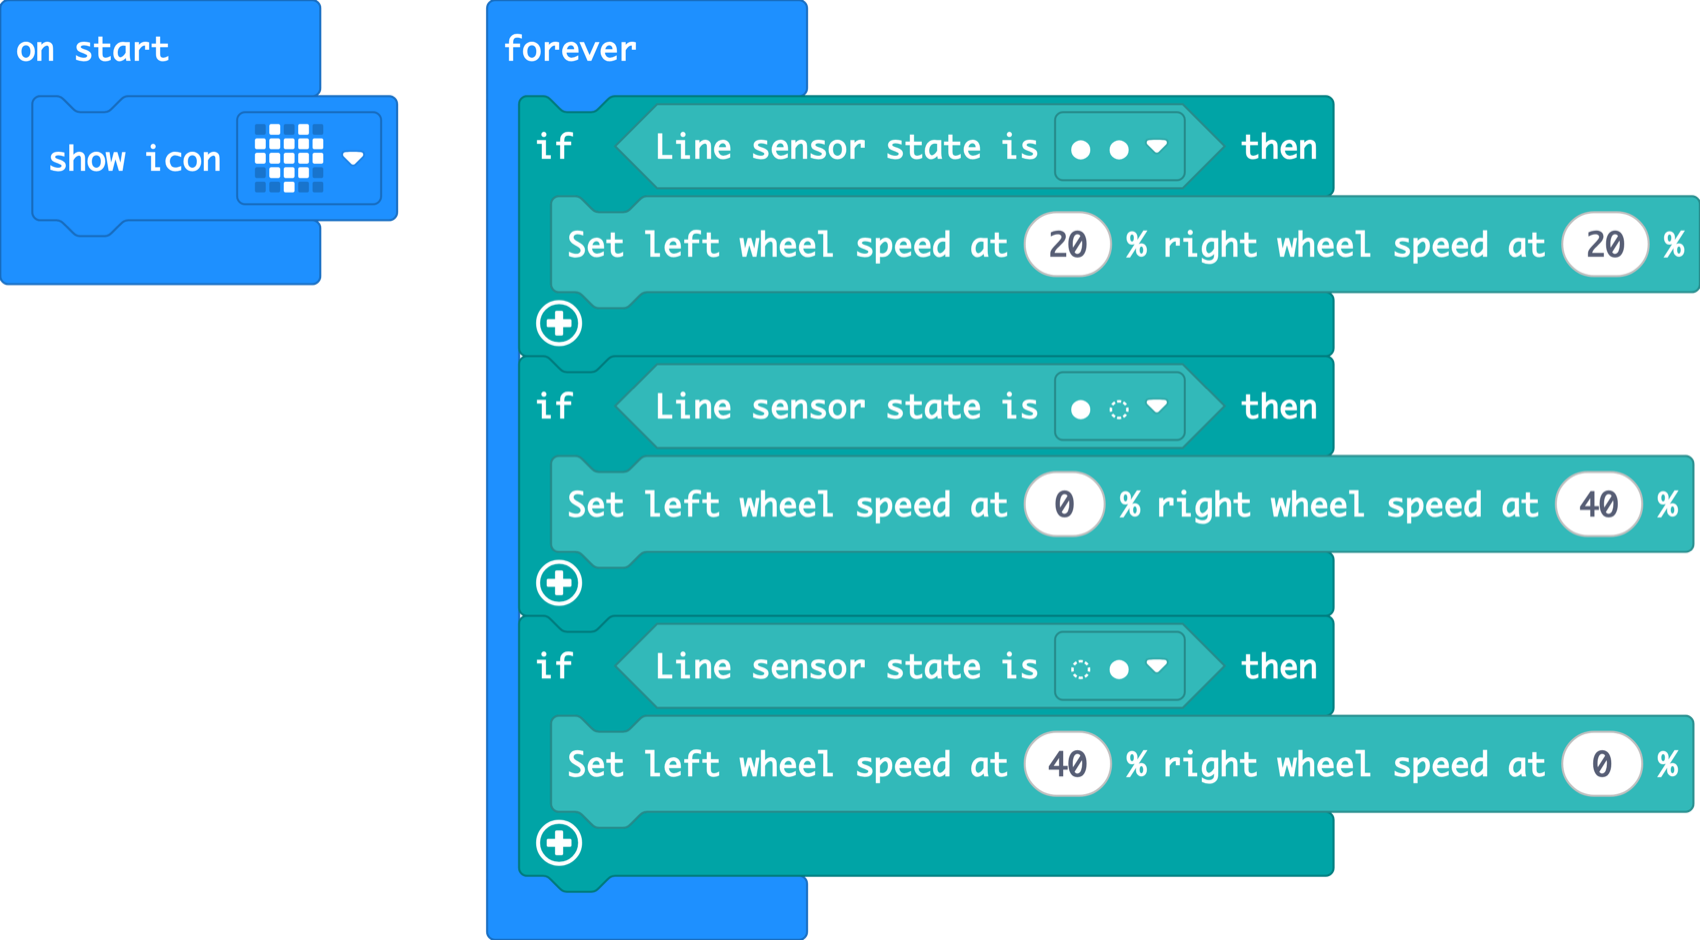 on start
show icon
forever
if Line sensor state is then
Set left wheel speed at 20 % right wheel speed at 20 %
if Line sensor state is then
Set left wheel speed at 0 % right wheel speed at 40 %
if Line sensor state is then
Set left wheel speed at 40 % right wheel speed at 0 %